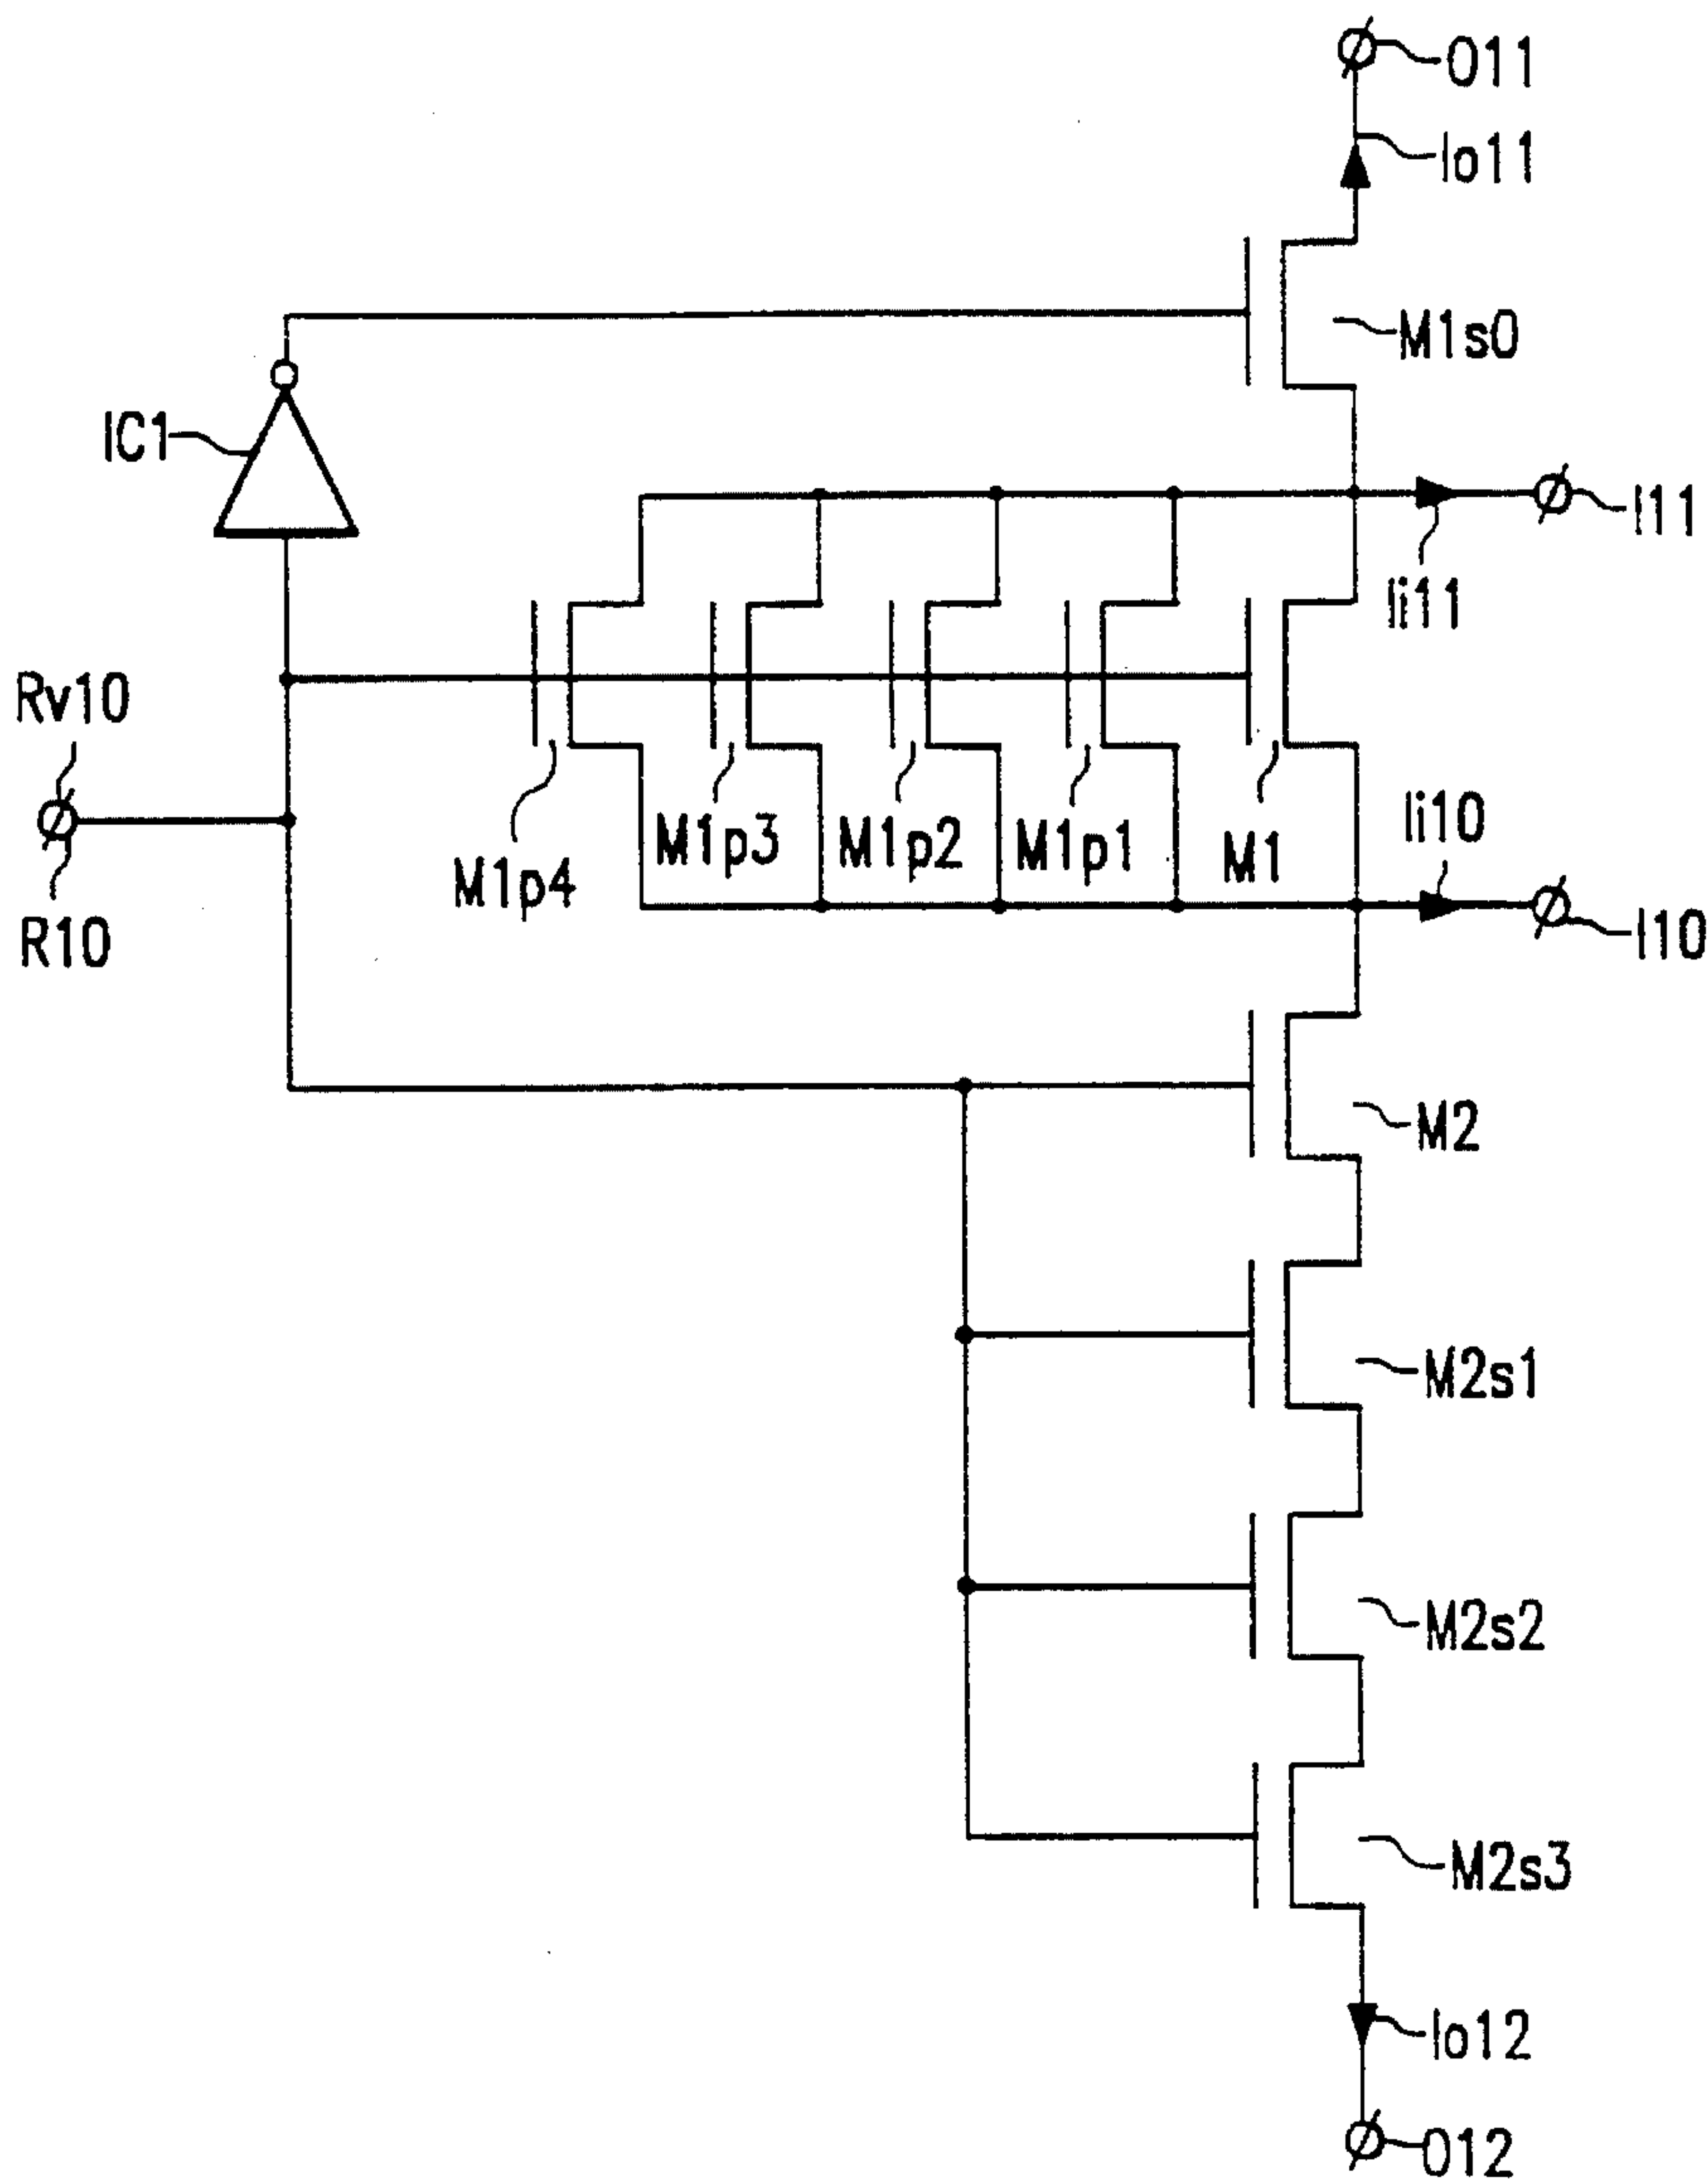 O11
Io11
M1s0
IC1
I11
Ii11
Rv10
Ii10
M1p3
M1p2
M1p1
M1
M1p4
R10
I10
M2
M2s1
M2s2
M2s3
Io12
O12